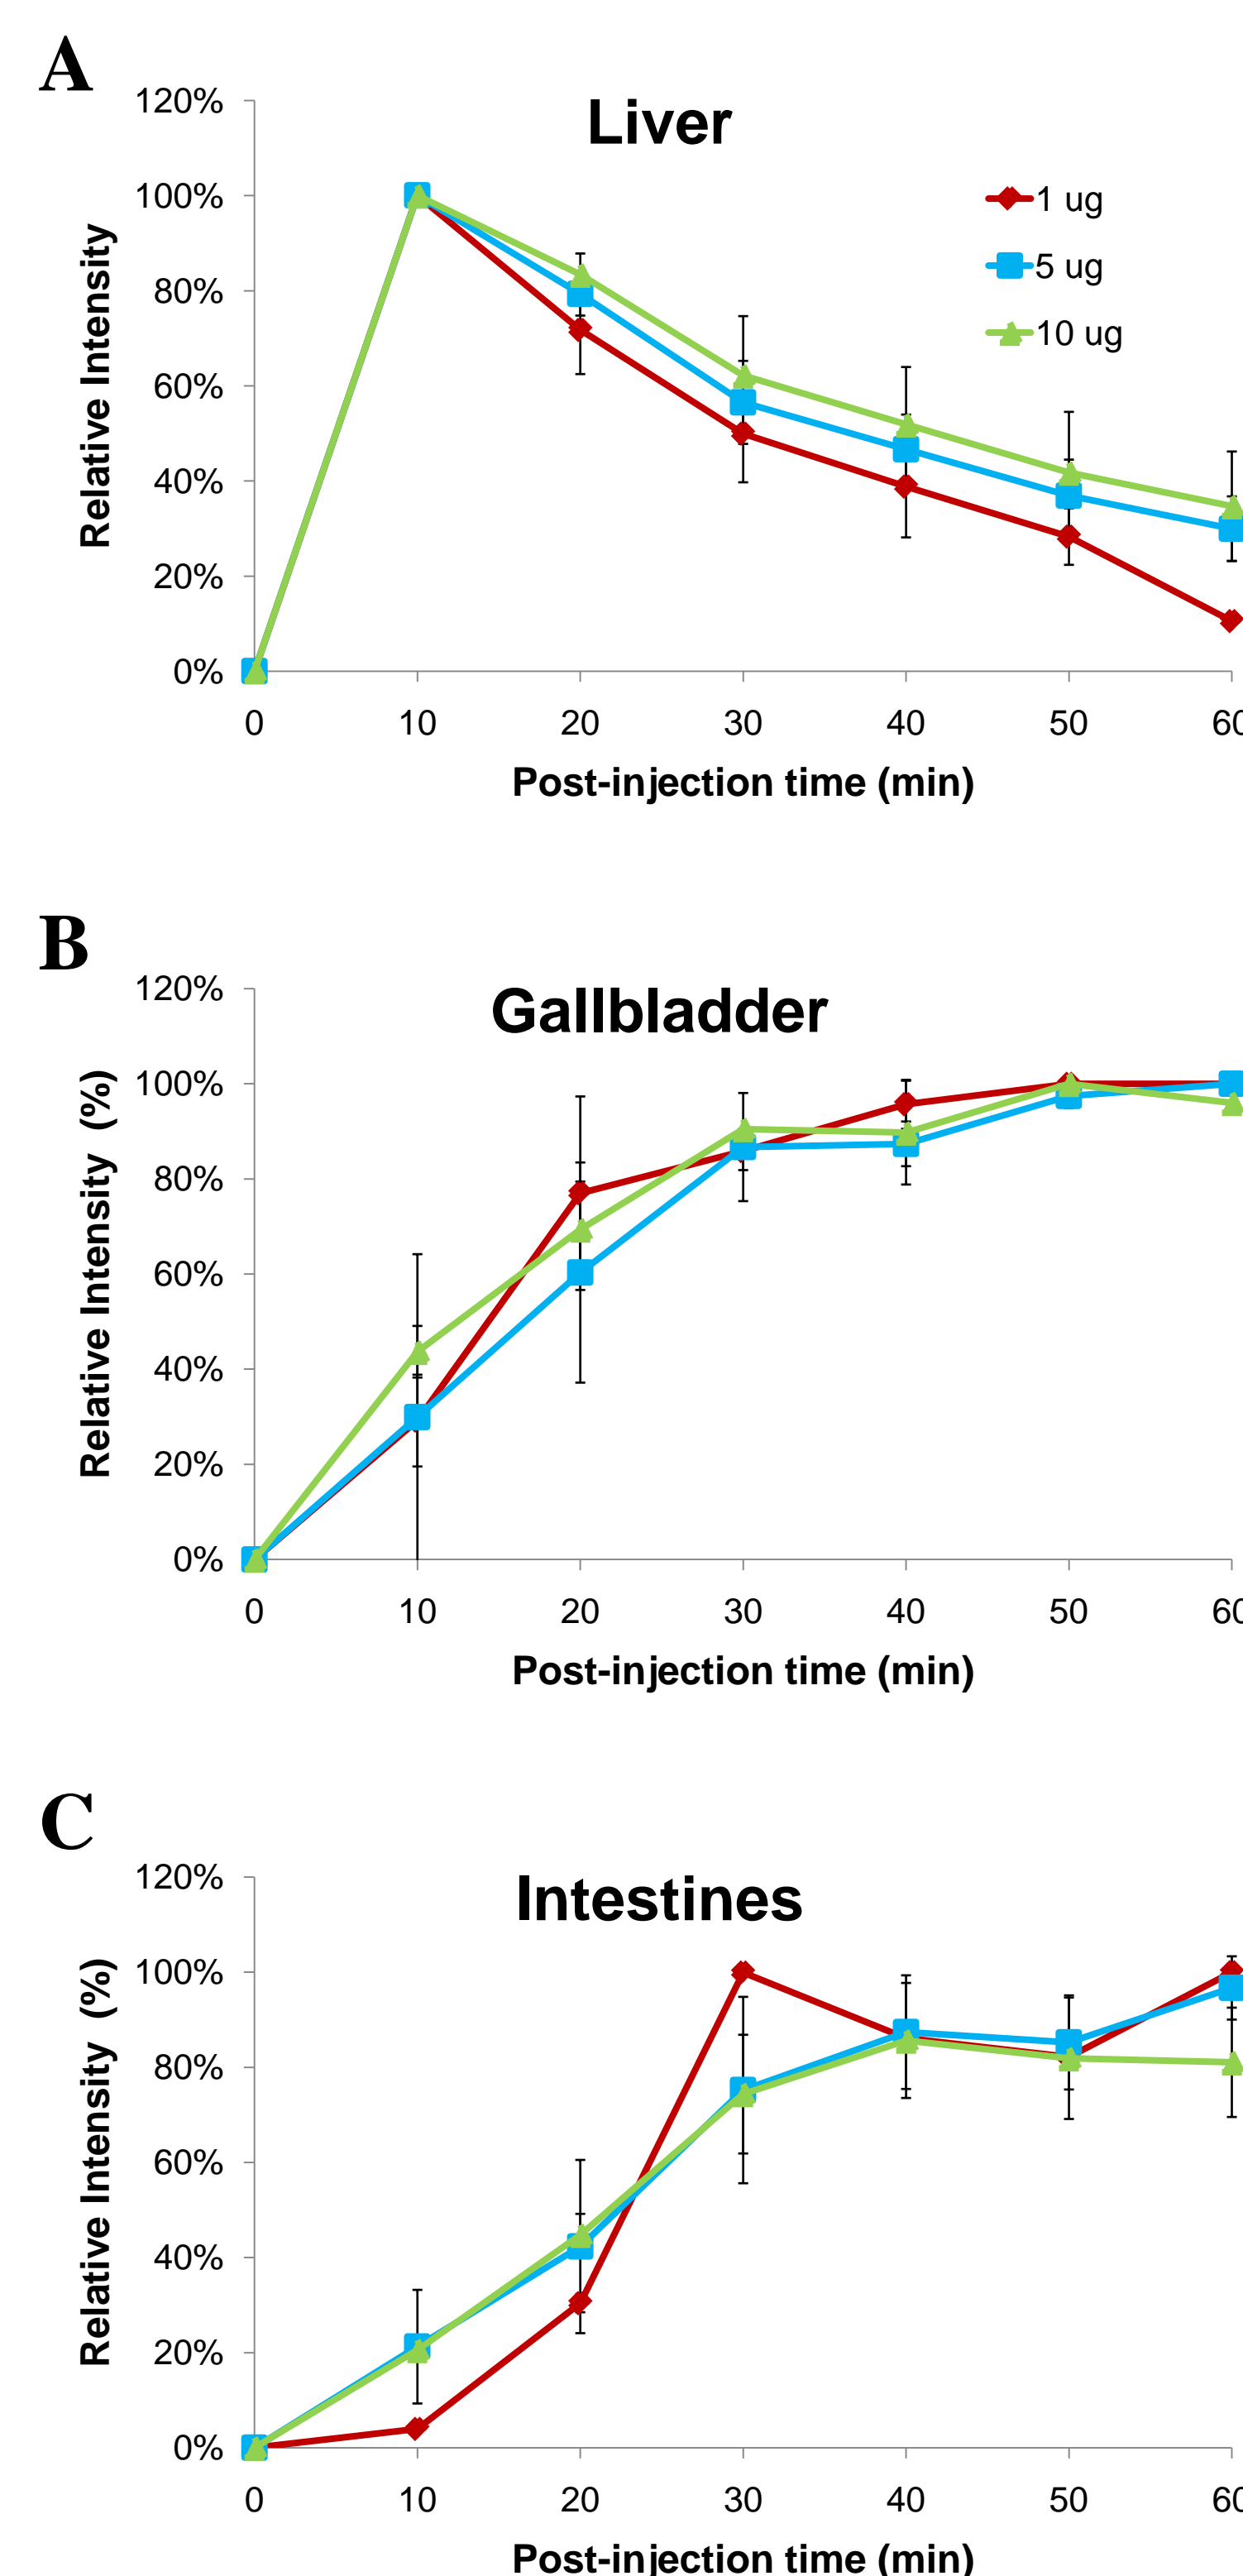 A
Liver
120%
100%
80%
60%
40%
20%
0%
Relative Intensity
1 ug
5 ug
10 ug
0 10 20 30 40 50 60
Post-injection time (min)
B
Gallbladder
120%
100%
80%
60%
40%
20%
0%
Relative Intensity (%)
0 10 20 30 40 50 60
Post-injection time (min)
C
Intestines
120%
100%
80%
60%
40%
20%
0%
Relative Intensity (%)
0 10 20 30 40 50 60
Post-injection time (min)